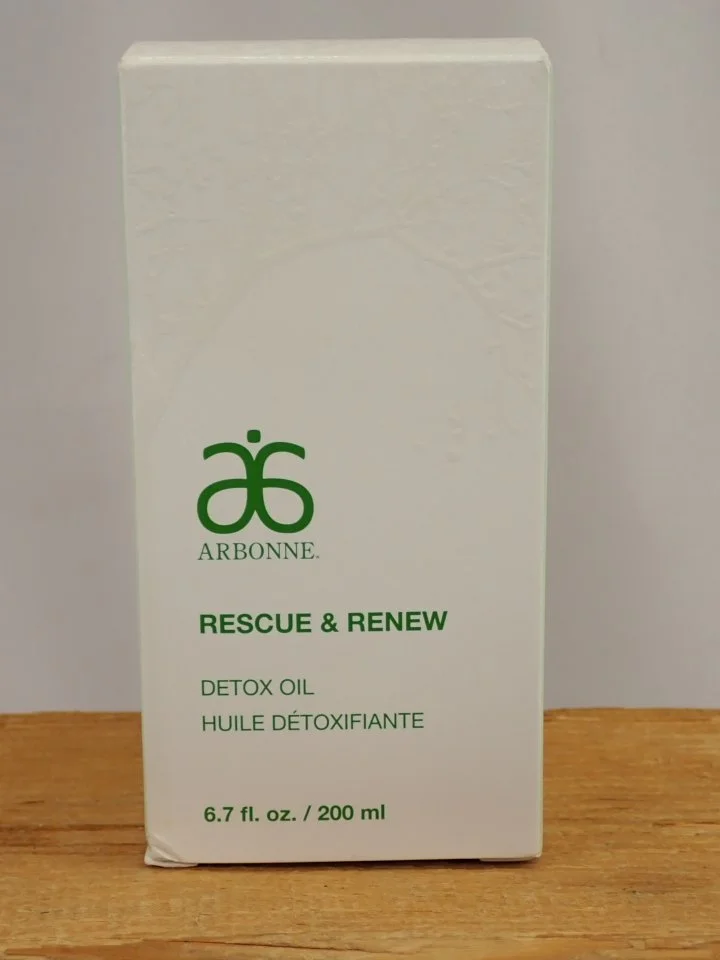 ARBONNE.
RESCUE & RENEW
DETOX OIL
HUILE DÉTOXIFIANTE
6.7 fl. oz. / 200 ml